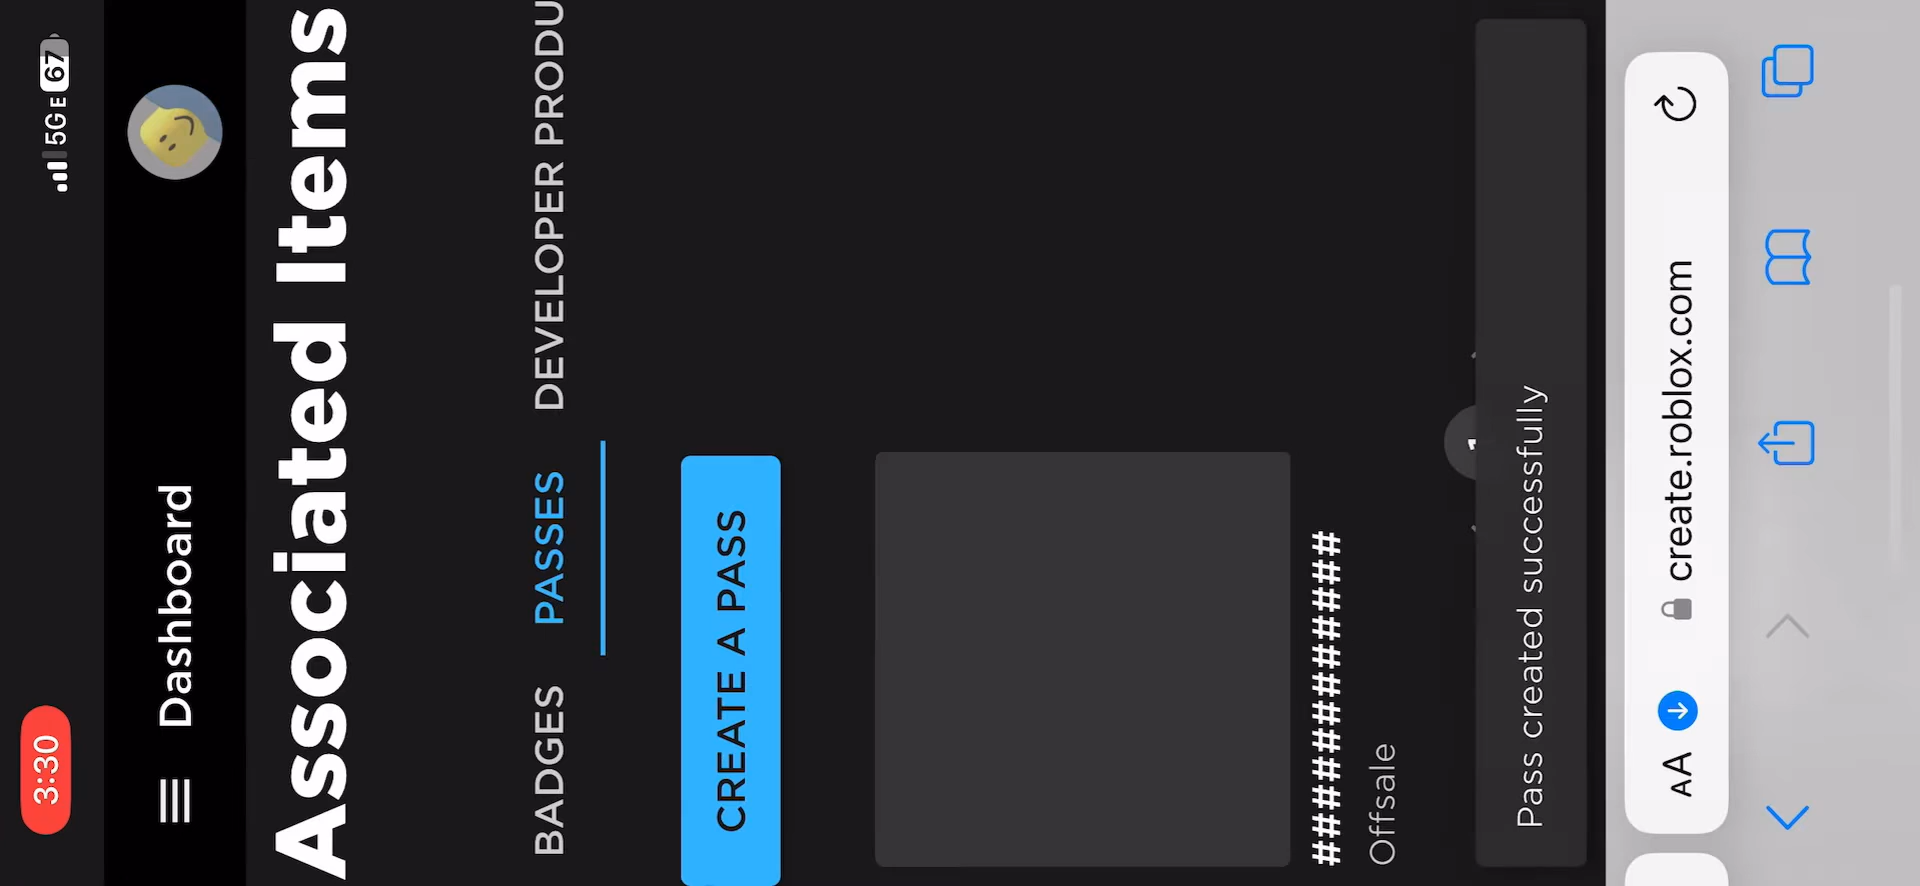 3:30
5G E 67
Dashboard
Associated Items
BADGES PASSES DEVELOPER PRODU
CREATE A PASS
################
Offsale
Pass created successfully
AA create.roblox.com